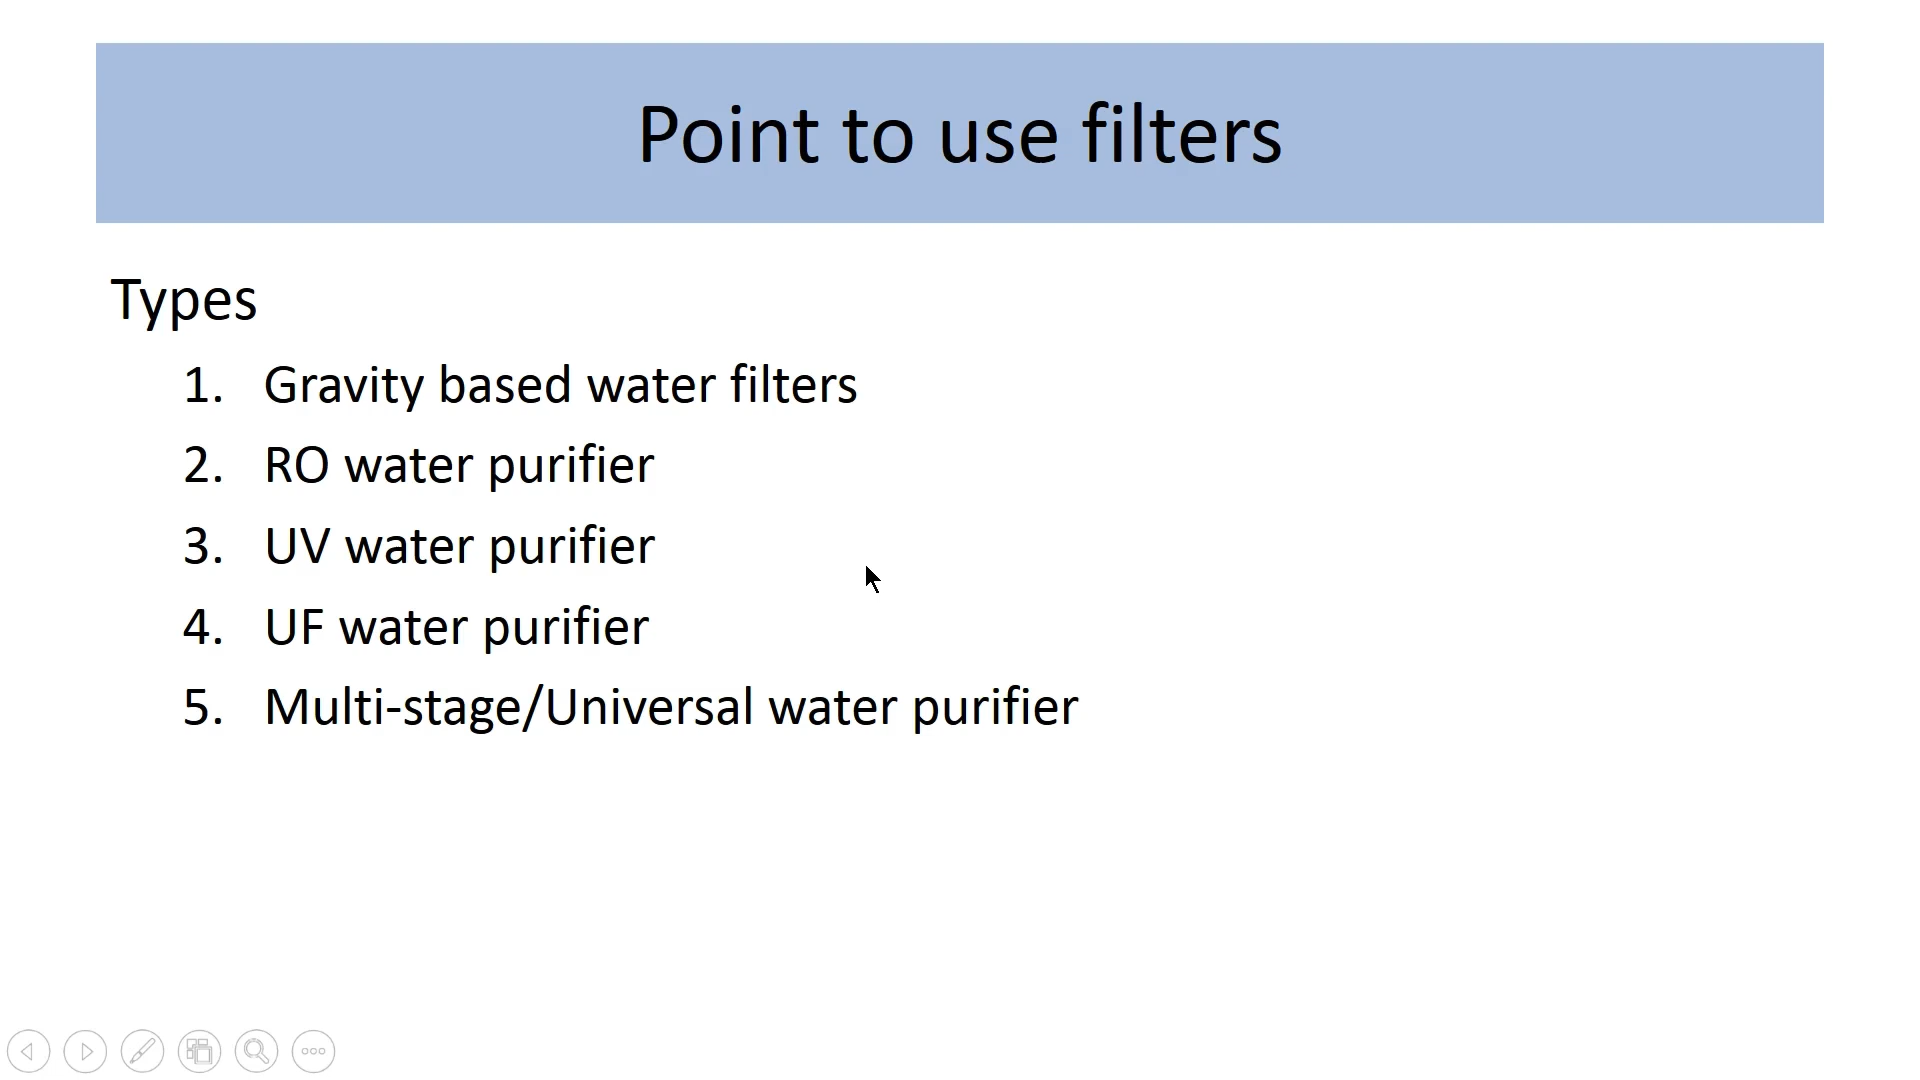 Point to use filters
Types
1. Gravity based water filters
2. RO water purifier
3. UV water purifier
4. UF water purifier
5. Multi-stage/Universal water purifier